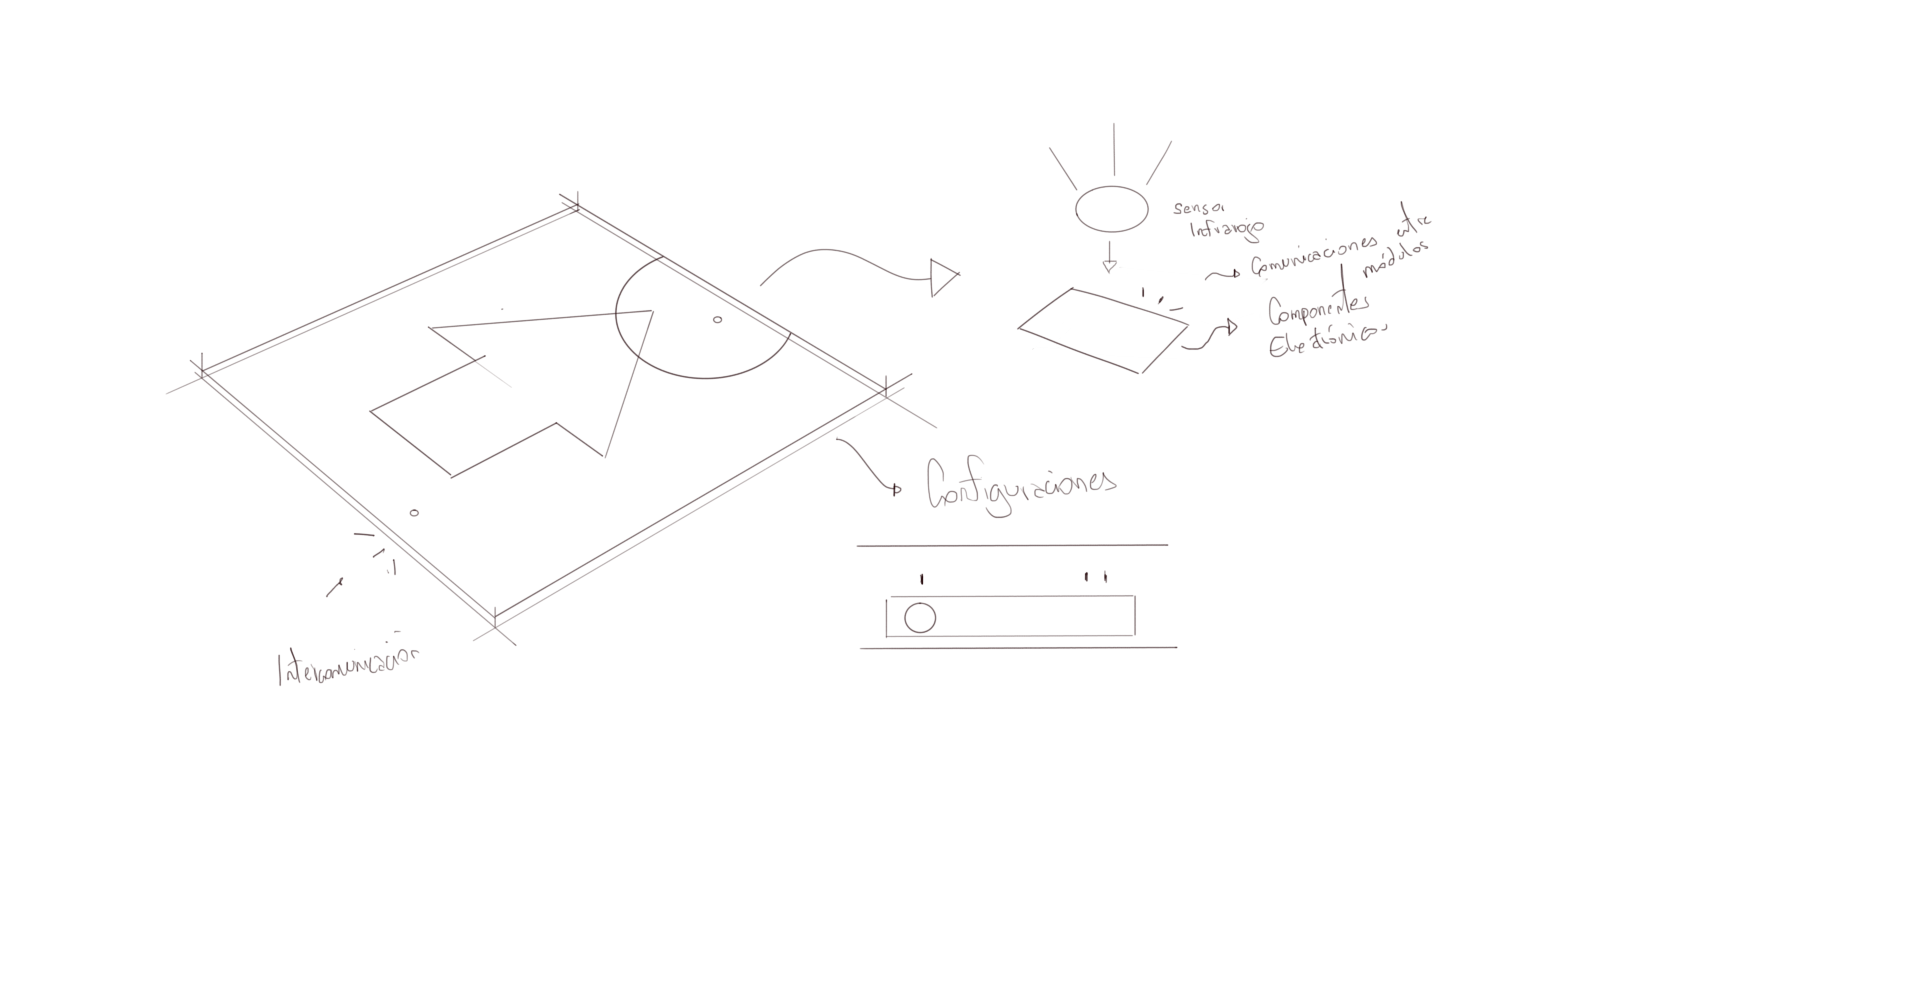 Sensor
Infrarojo
Comunicaciones entre
módulos
Componentes
Electrónicos
Configuraciones
Intercomunicación